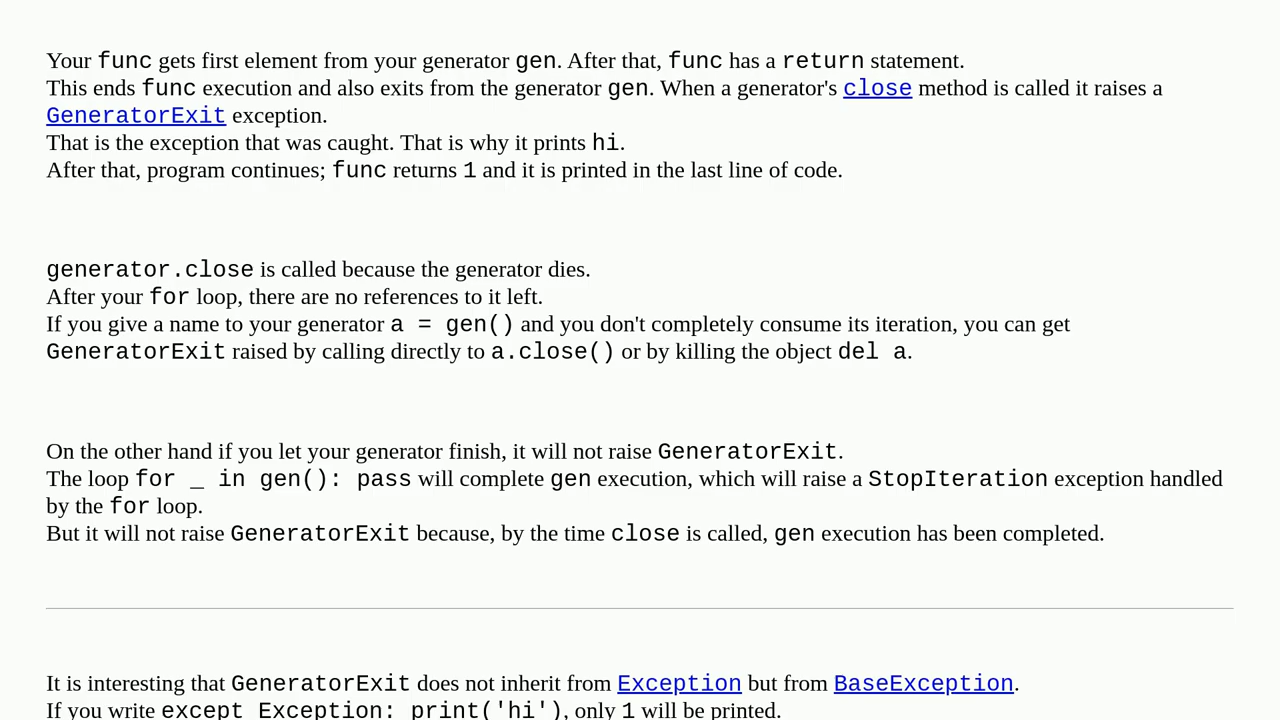 Your func gets first element from your generator gen. After that, func has a return statement.
This ends func execution and also exits from the generator gen. When a generator's close method is called it raises a
GeneratorExit exception.
That is the exception that was caught. That is why it prints hi.
After that, program continues; func returns 1 and it is printed in the last line of code.
generator.close is called because the generator dies.
After your for loop, there are no references to it left.
If you give a name to your generator a = gen() and you don't completely consume its iteration, you can get
GeneratorExit raised by calling directly to a.close() or by killing the object del a.
On the other hand if you let your generator finish, it will not raise GeneratorExit.
The loop for _ in gen(): pass will complete gen execution, which will raise a StopIteration exception handled
by the for loop.
But it will not raise GeneratorExit because, by the time close is called, gen execution has been completed.
It is interesting that GeneratorExit does not inherit from Exception but from BaseException.
If you write except Exception: print('hi'), only 1 will be printed.